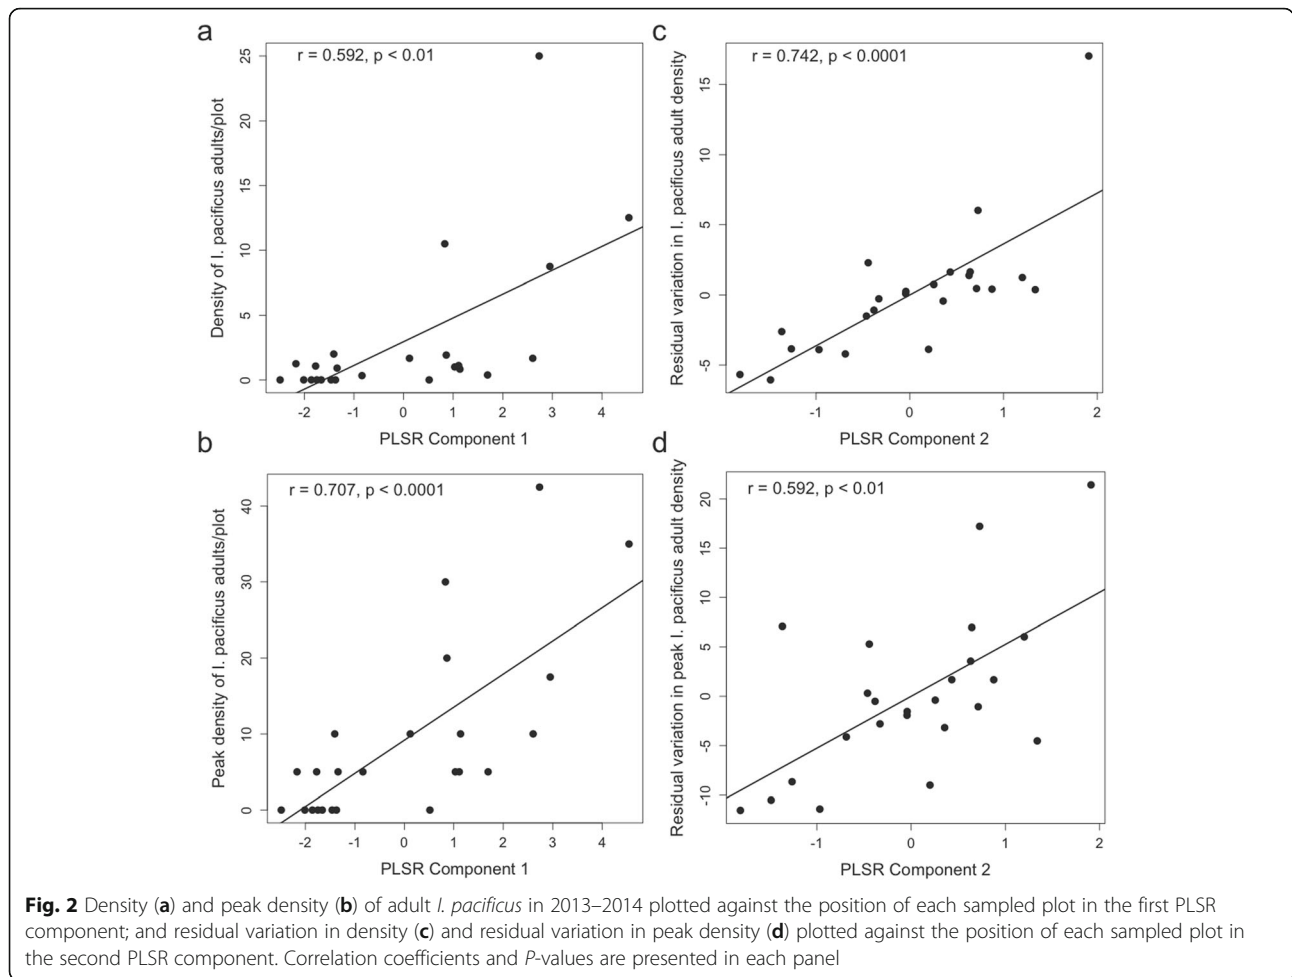 a
r = 0.592, p < 0.01
Density of I. pacificus adults/plot
25
20
15
10
5
0
-2
-1
0
1
2
3
4
PLSR Component 1
c
r = 0.742, p < 0.0001
Residual variation in I. pacificus adult density
15
10
5
0
-5
-1
0
1
2
PLSR Component 2
b
r = 0.707, p < 0.0001
Peak density of I. pacificus adults/plot
40
30
20
10
0
-2
-1
0
1
2
3
4
PLSR Component 1
d
r = 0.592, p < 0.01
Residual variation in peak I. pacificus adult density
20
15
10
5
0
-5
-10
-1
0
1
2
PLSR Component 2
Fig. 2 Density (a) and peak density (b) of adult I. pacificus in 2013–2014 plotted against the position of each sampled plot in the first PLSR
component; and residual variation in density (c) and residual variation in peak density (d) plotted against the position of each sampled plot in
the second PLSR component. Correlation coefficients and P-values are presented in each panel